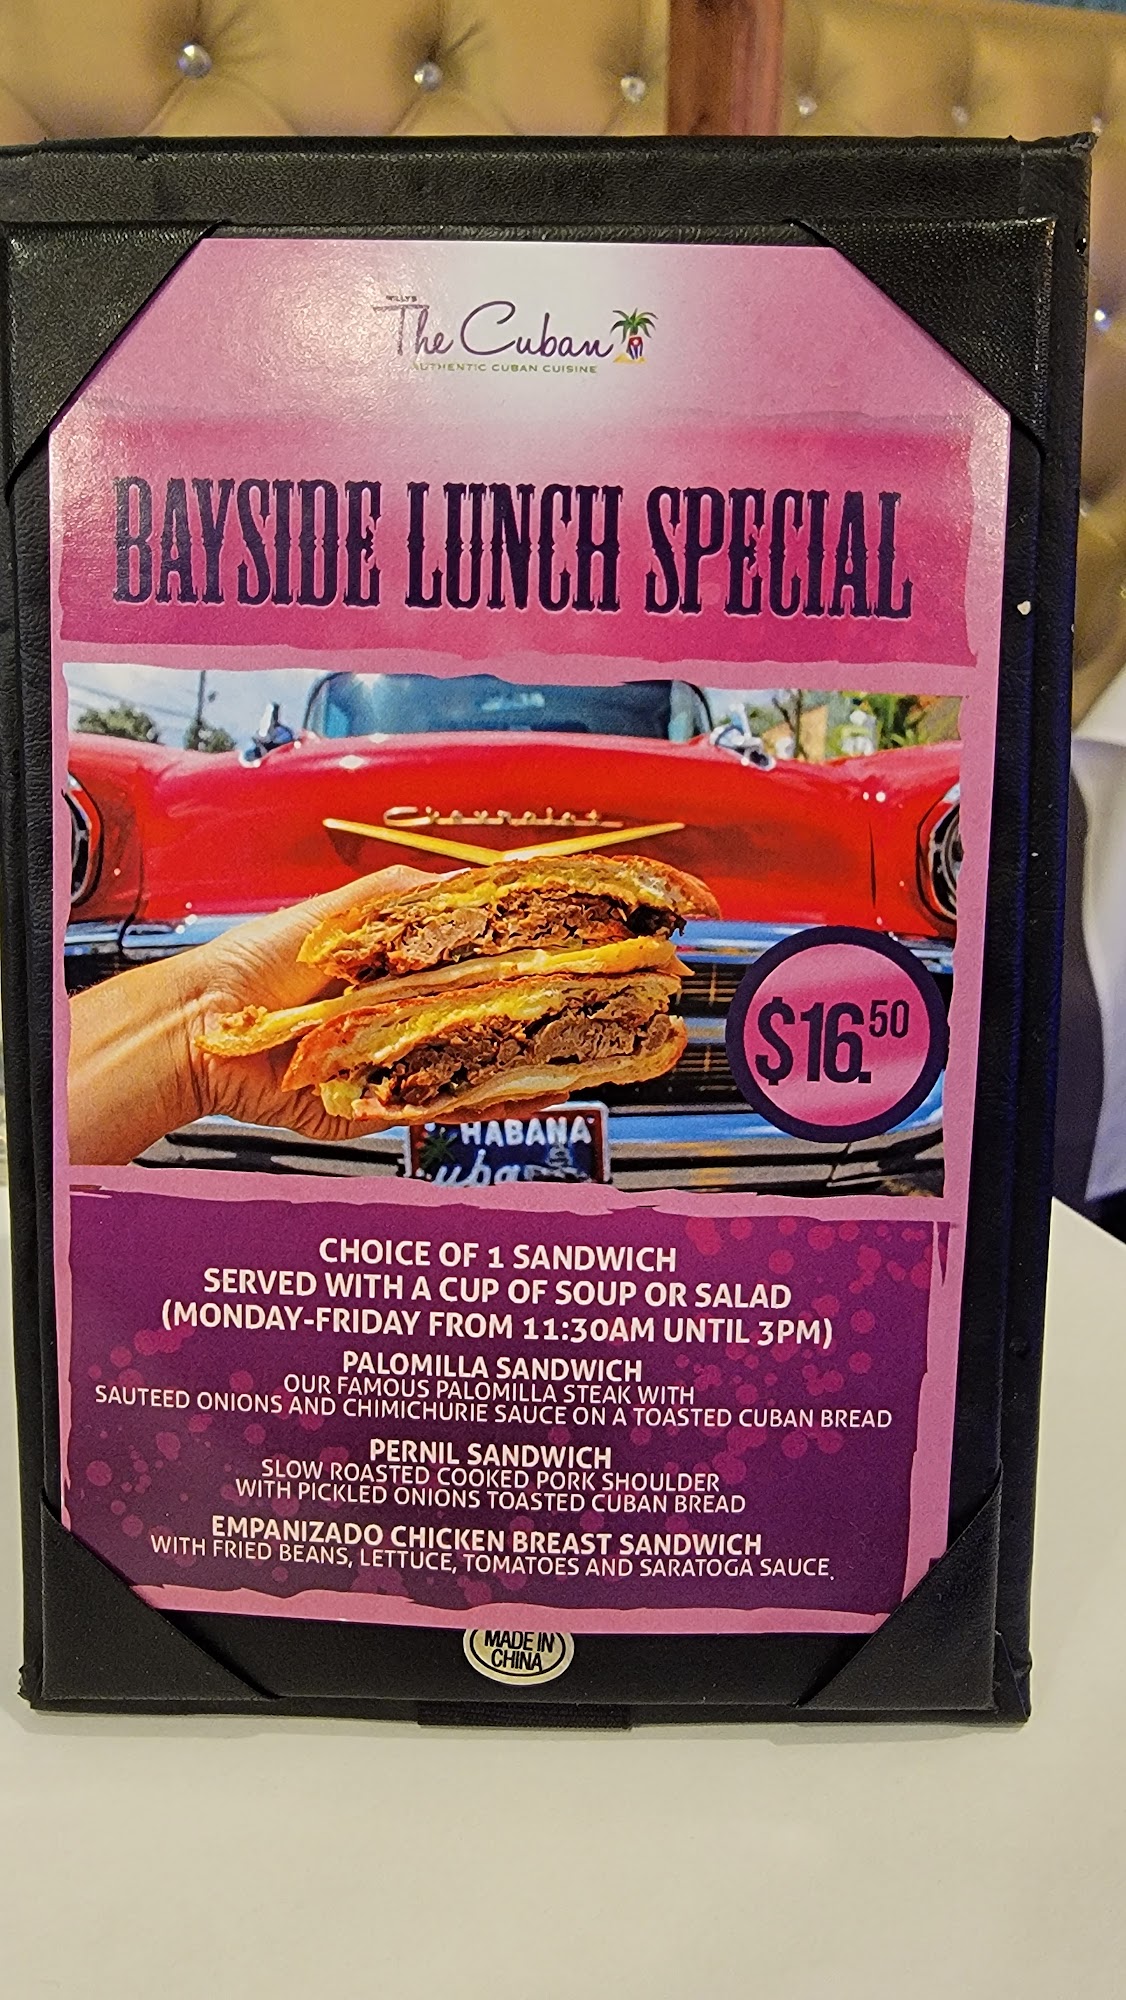 WILLY'S
The Cuban
AUTHENTIC CUBAN CUISINE
BAYSIDE LUNCH SPECIAL
Chevrolet
$16.50
HABANA
Cuba
CHOICE OF 1 SANDWICH
SERVED WITH A CUP OF SOUP OR SALAD
(MONDAY-FRIDAY FROM 11:30AM UNTIL 3PM)
PALOMILLA SANDWICH
OUR FAMOUS PALOMILLA STEAK WITH
SAUTEED ONIONS AND CHIMICHURIE SAUCE ON A TOASTED CUBAN BREAD
PERNIL SANDWICH
SLOW ROASTED COOKED PORK SHOULDER
WITH PICKLED ONIONS TOASTED CUBAN BREAD
EMPANIZADO CHICKEN BREAST SANDWICH
WITH FRIED BEANS, LETTUCE, TOMATOES AND SARATOGA SAUCE.
MADE IN
CHINA